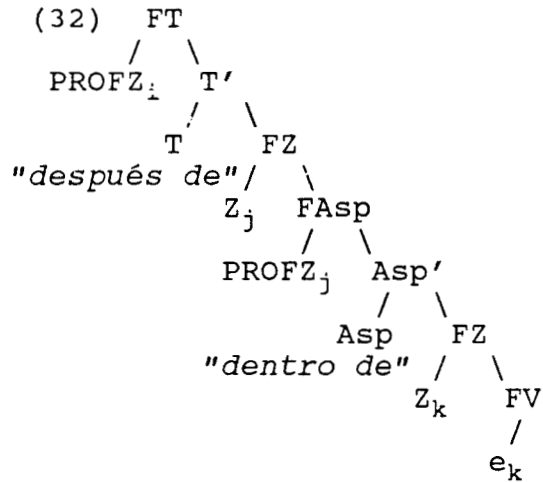 (32) FT
PROFZi T'
T FZ
"después de"
Zj FAsp
PROFZj Asp'
Asp FZ
"dentro de"
Zk FV
ek